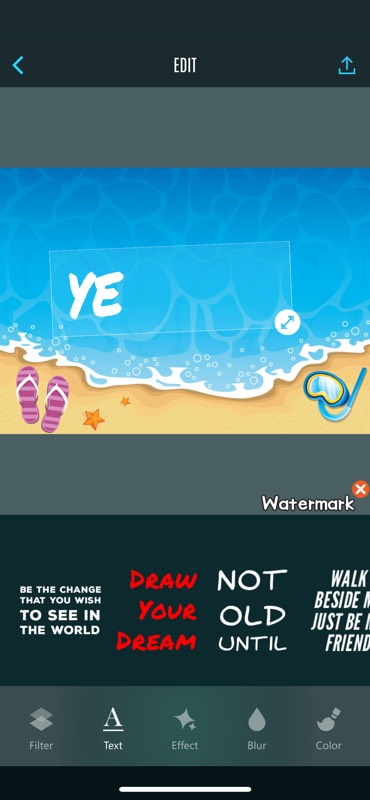 EDIT
YE
Watermark
BE THE CHANGE
THAT YOU WISH
TO SEE IN
THE WORLD
DRAW
YOUR
DREAM
NOT
OLD
UNTIL
WALK
BESIDE
JUST BE
FRIEND
Filter
Text
Effect
Blur
Color